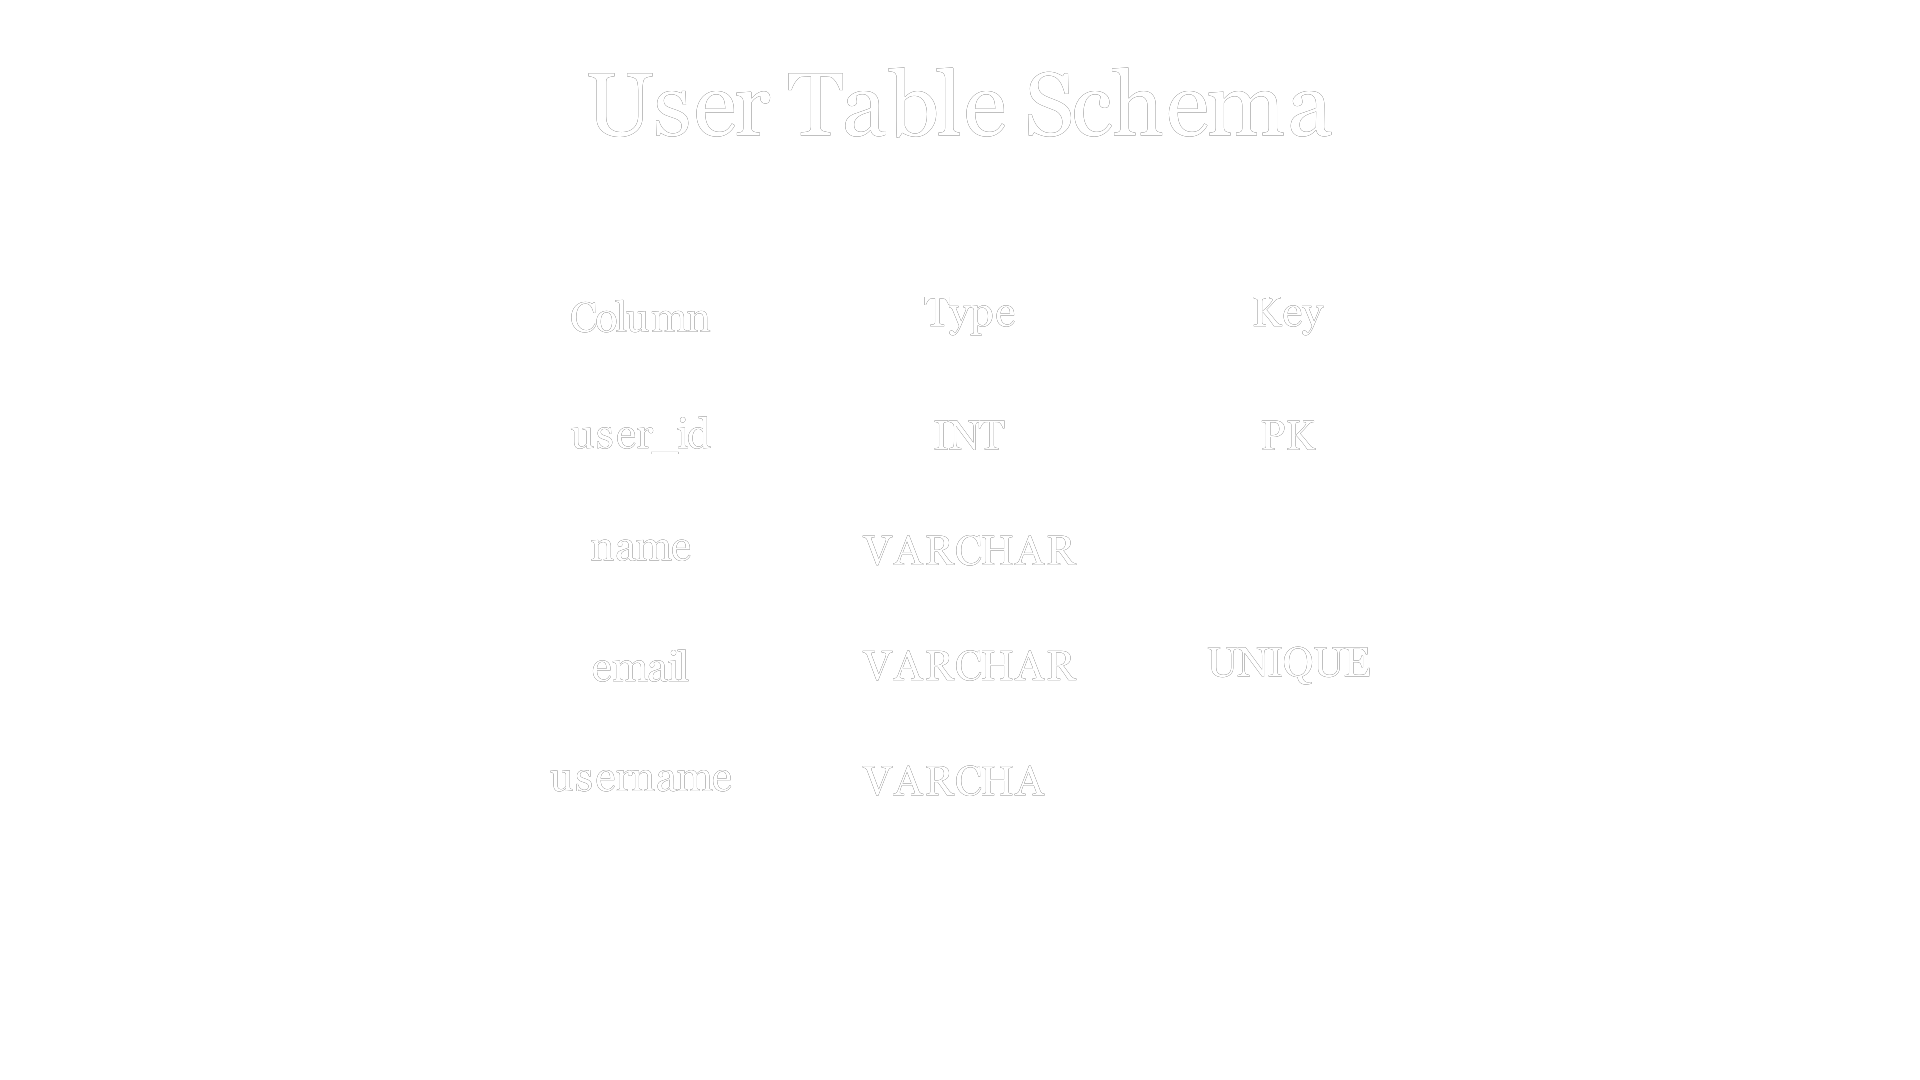 User Table Schema
Column Type Key
user_id INT PK
name VARCHAR
email VARCHAR UNIQUE
username VARCHA